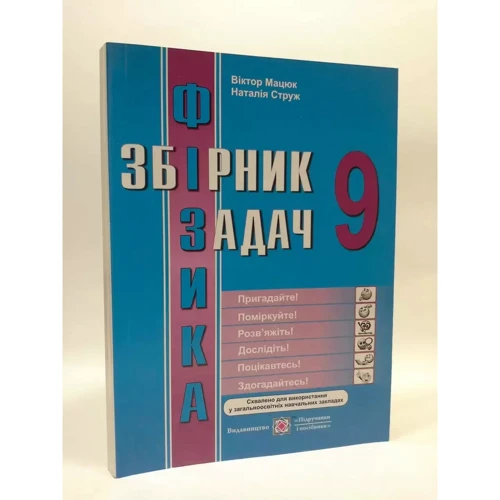 Віктор Мацюк
Наталія Струж
ФІЗИКА
ЗБІРНИК
ЗАДАЧ
9
Пригадайте!
Поміркуйте!
Розв'яжіть!
Дослідіть!
Поцікавтесь!
Здогадайтесь!
Схвалено для використання
у загальноосвітніх навчальних закладах
Видавництво «Підручники
і посібники»